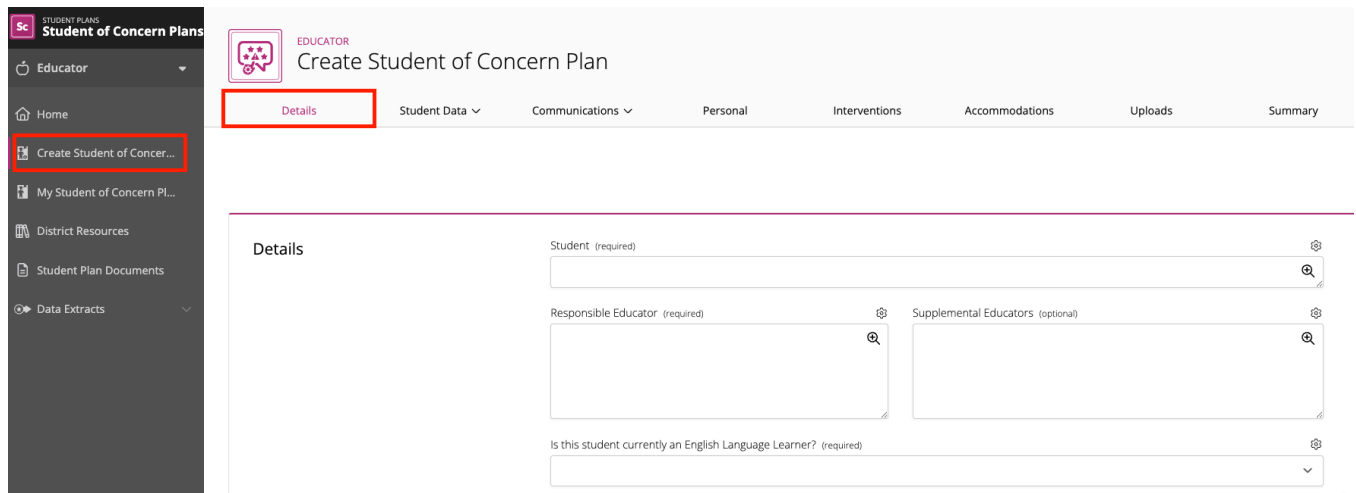 Sc
STUDENT PLANS
Student of Concern Plans
Educator
Home
Create Student of Concer...
My Student of Concern Pl...
District Resources
Student Plan Documents
Data Extracts
EDUCATOR
Create Student of Concern Plan
Details Student Data Communications Personal Interventions Accommodations Uploads Summary
Details
Student (required)
Responsible Educator (required) Supplemental Educators (optional)
Is this student currently an English Language Learner? (required)